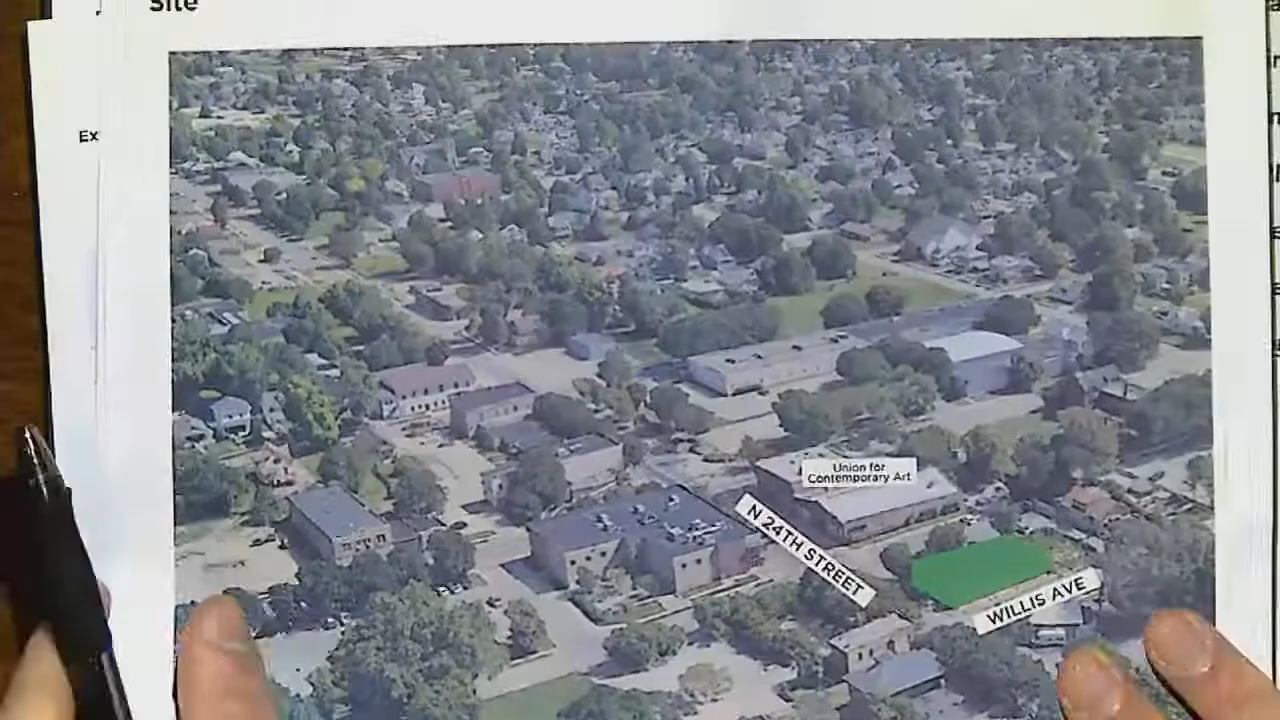 Site
Ex
Union for
Contemporary Art
N 24TH STREET
WILLIS AVE